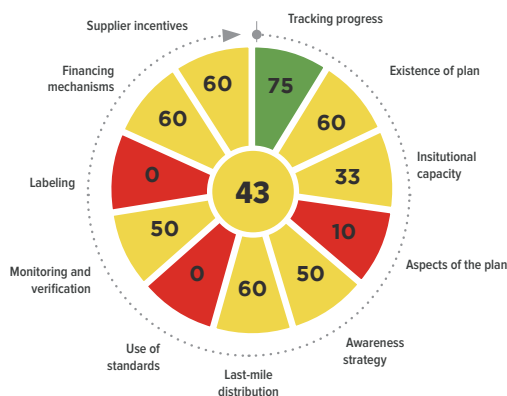 Supplier incentives
Tracking progress
Financing
mechanisms
Existence of plan
60
75
60
60
Insitutional
capacity
Labeling
0
43
33
50
10
Monitoring and
verification
0
60
50
Aspects of the plan
Use of
standards
Last-mile
distribution
Awareness
strategy